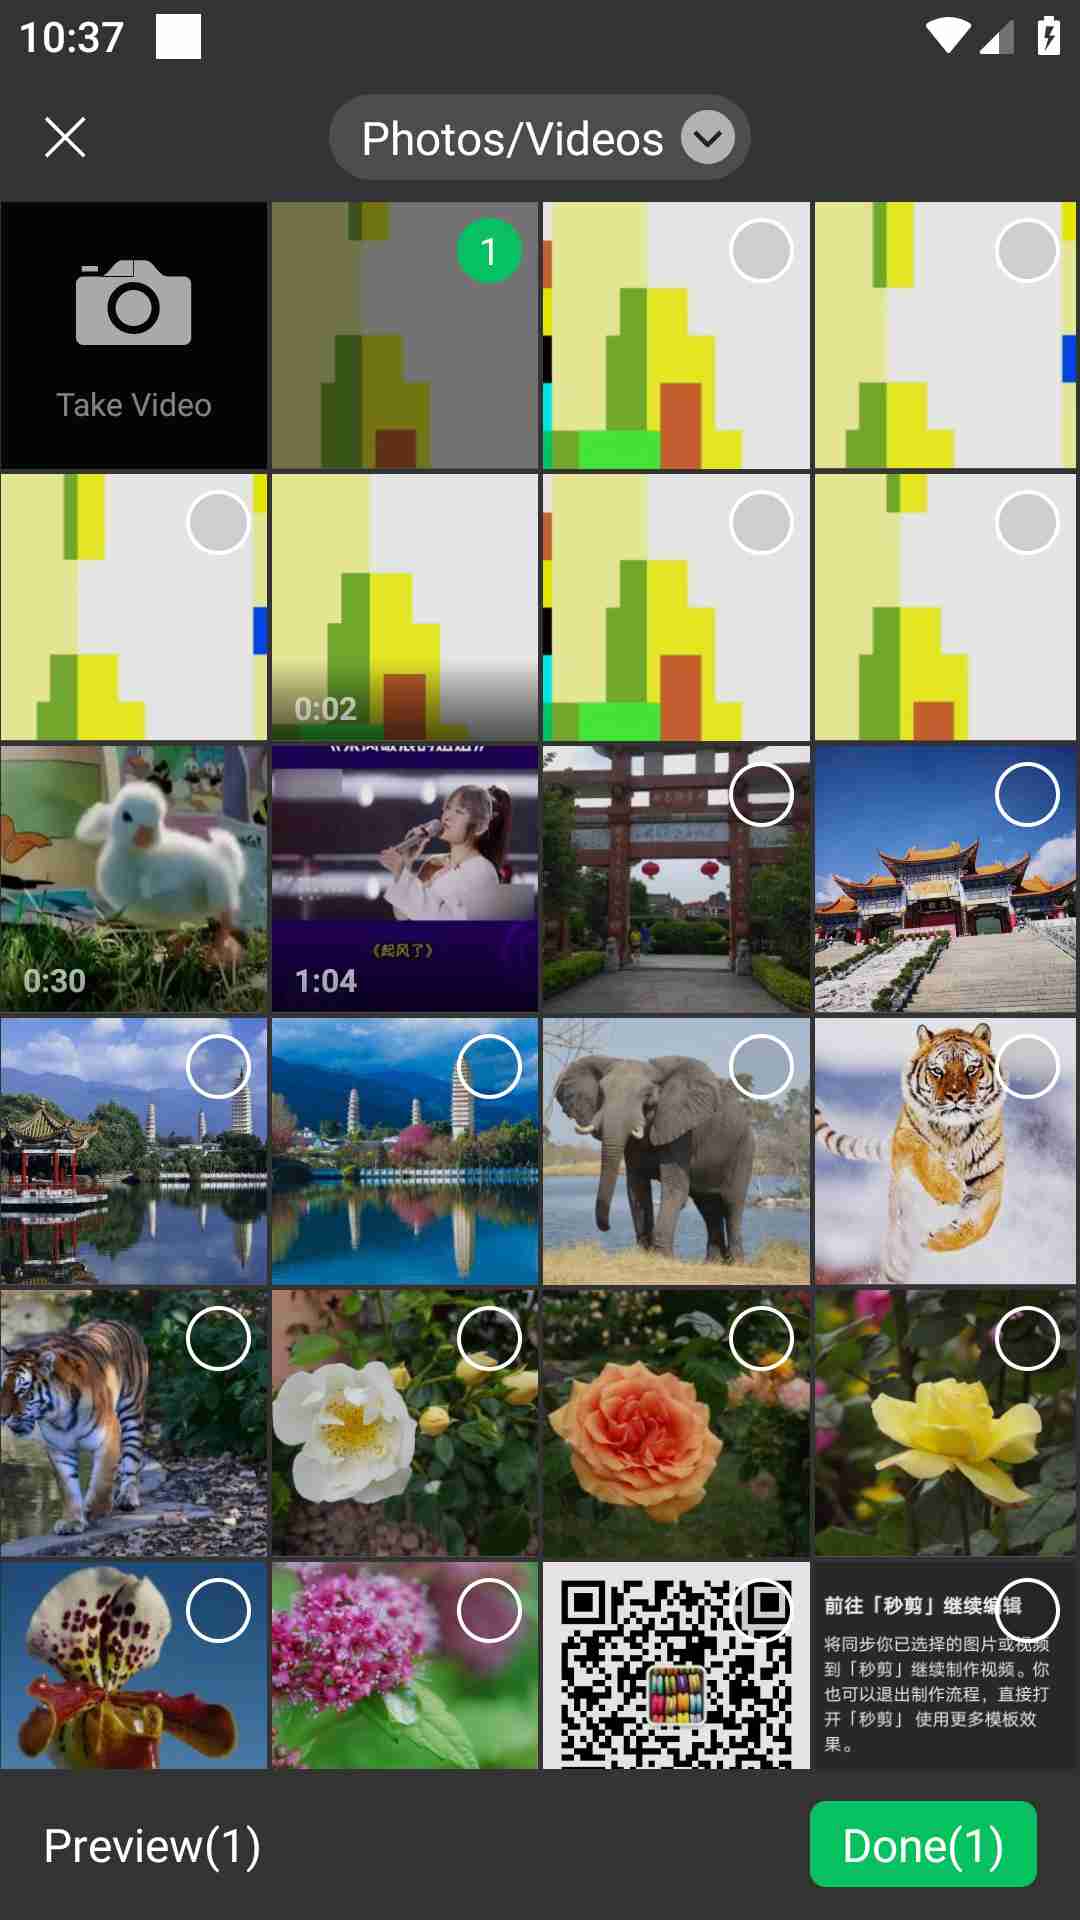 10:37
Photos/Videos
1
Take Video
0:02
0:30
1:04
《起风了》
前往「秒剪」继续编辑
将同步你已选择的图片或视频
到「秒剪」继续制作视频。你
也可以退出制作流程，直接打
开「秒剪」 使用更多模板效
果。
Preview(1)
Done(1)